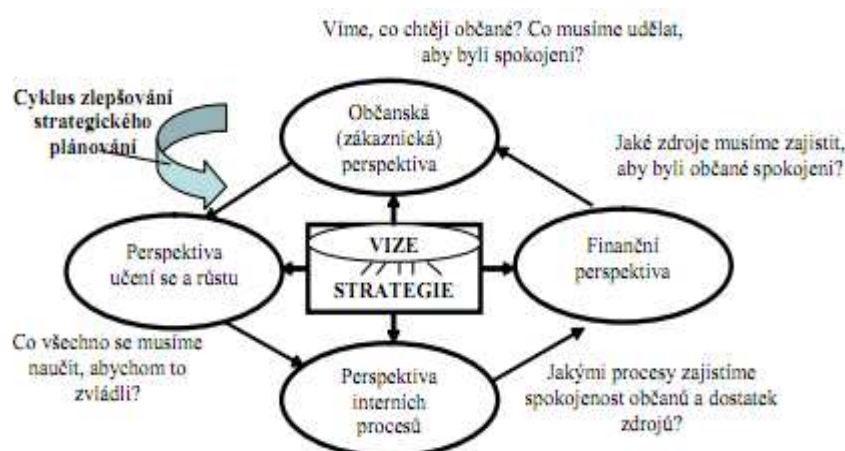 Víme, co chtějí občané? Co musíme udělat,
aby byli spokojeni?
Cyklus zlepšování
strategického
plánování
Občanská
(zákaznická)
perspektiva
Jaké zdroje musíme zajistit,
aby byli občané spokojeni?
Perspektiva
učení se a růstu
VIZE
STRATEGIE
Finanční
perspektiva
Co všechno se musíme
naučit, abychom to
zvládli?
Perspektiva
interních
procesů
Jakými procesy zajistíme
spokojenost občanů a dostatek
zdrojů?